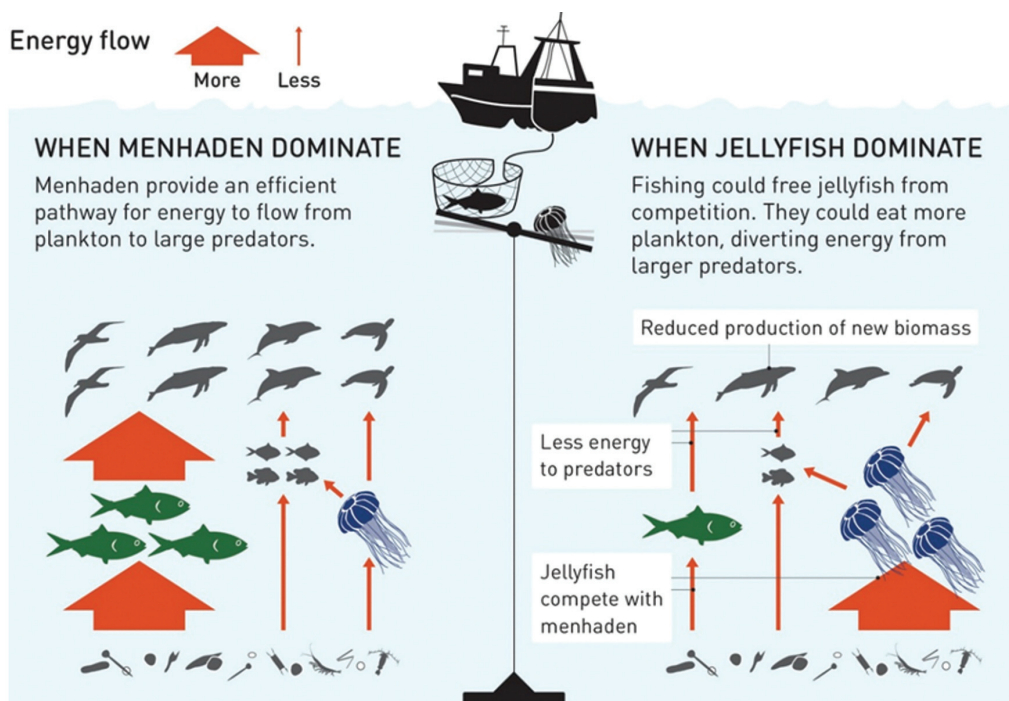 Energy flow
More
Less
WHEN MENHADEN DOMINATE
Menhaden provide an efficient
pathway for energy to flow from
plankton to large predators.
WHEN JELLYFISH DOMINATE
Fishing could free jellyfish from
competition. They could eat more
plankton, diverting energy from
larger predators.
Reduced production of new biomass
Less energy
to predators
Jellyfish
compete with
menhaden